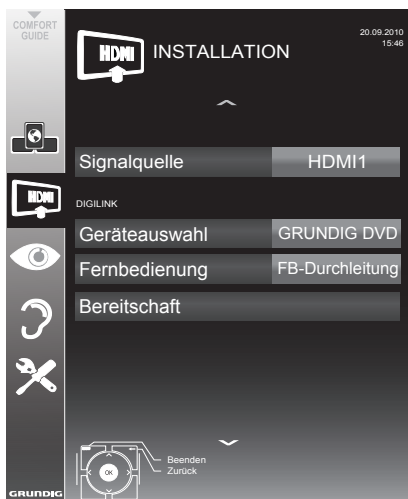 COMFORT
GUIDE
HDMI
INSTALLATION
20.09.2010
15:46
Signalquelle HDMI1
HDMI
DIGILINK
Geräteauswahl GRUNDIG DVD
Fernbedienung FB-Durchleitung
Bereitschaft
OK
Beenden
Zurück
GRUNDIG